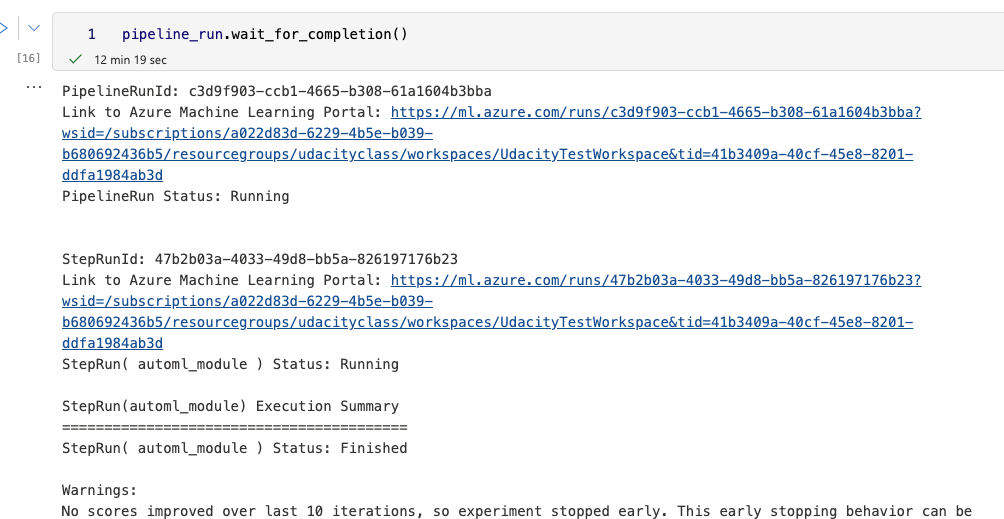 1 pipeline_run.wait_for_completion()
[16]
12 min 19 sec
...
PipelineRunId: c3d9f903-ccb1-4665-b308-61a1604b3bba
Link to Azure Machine Learning Portal: https://ml.azure.com/runs/c3d9f903-ccb1-4665-b308-61a1604b3bba?
wsid=/subscriptions/a022d83d-6229-4b5e-b039-
b680692436b5/resourcegroups/udacityclass/workspaces/UdacityTestWorkspace&tid=41b3409a-40cf-45e8-8201-
ddfa1984ab3d
PipelineRun Status: Running
StepRunId: 47b2b03a-4033-49d8-bb5a-826197176b23
Link to Azure Machine Learning Portal: https://ml.azure.com/runs/47b2b03a-4033-49d8-bb5a-826197176b23?
wsid=/subscriptions/a022d83d-6229-4b5e-b039-
b680692436b5/resourcegroups/udacityclass/workspaces/UdacityTestWorkspace&tid=41b3409a-40cf-45e8-8201-
ddfa1984ab3d
StepRun( automl_module ) Status: Running
StepRun(automl_module) Execution Summary
=========================================
StepRun( automl_module ) Status: Finished
Warnings:
No scores improved over last 10 iterations, so experiment stopped early. This early stopping behavior can be